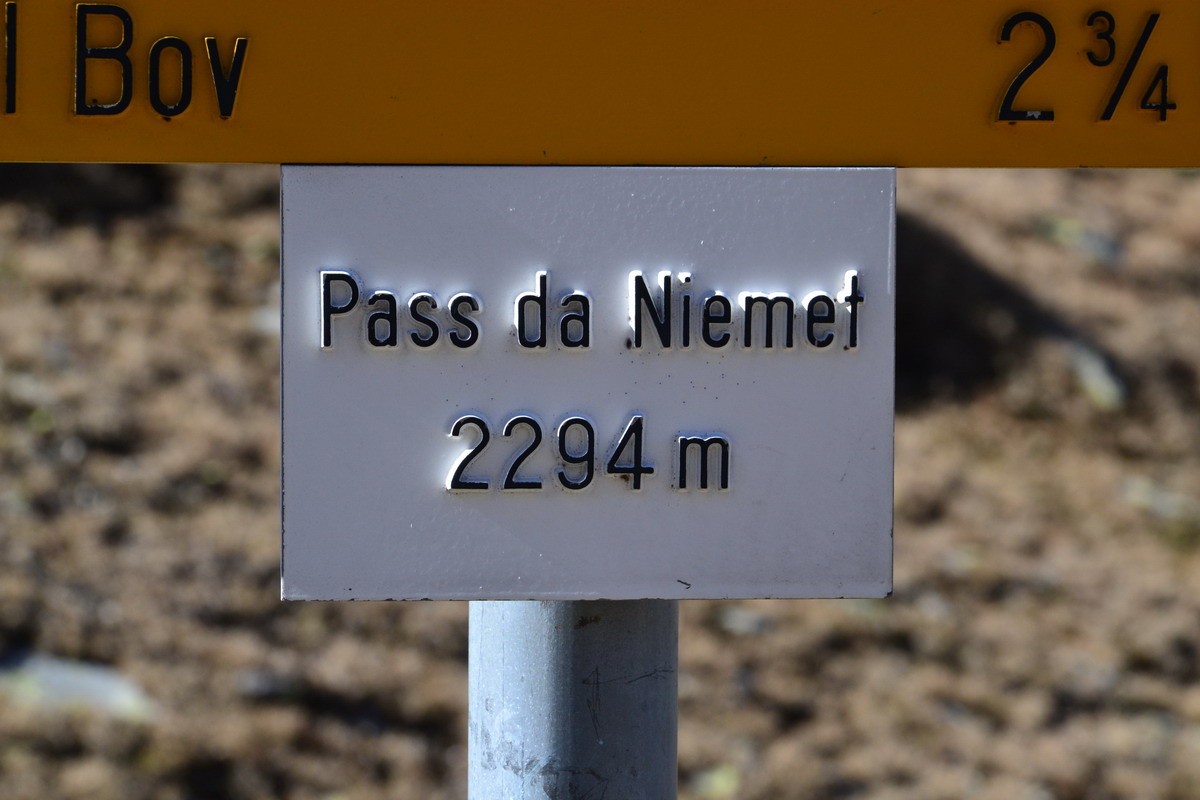 l Bov 2 3/4
Pass da Niemet
2294 m